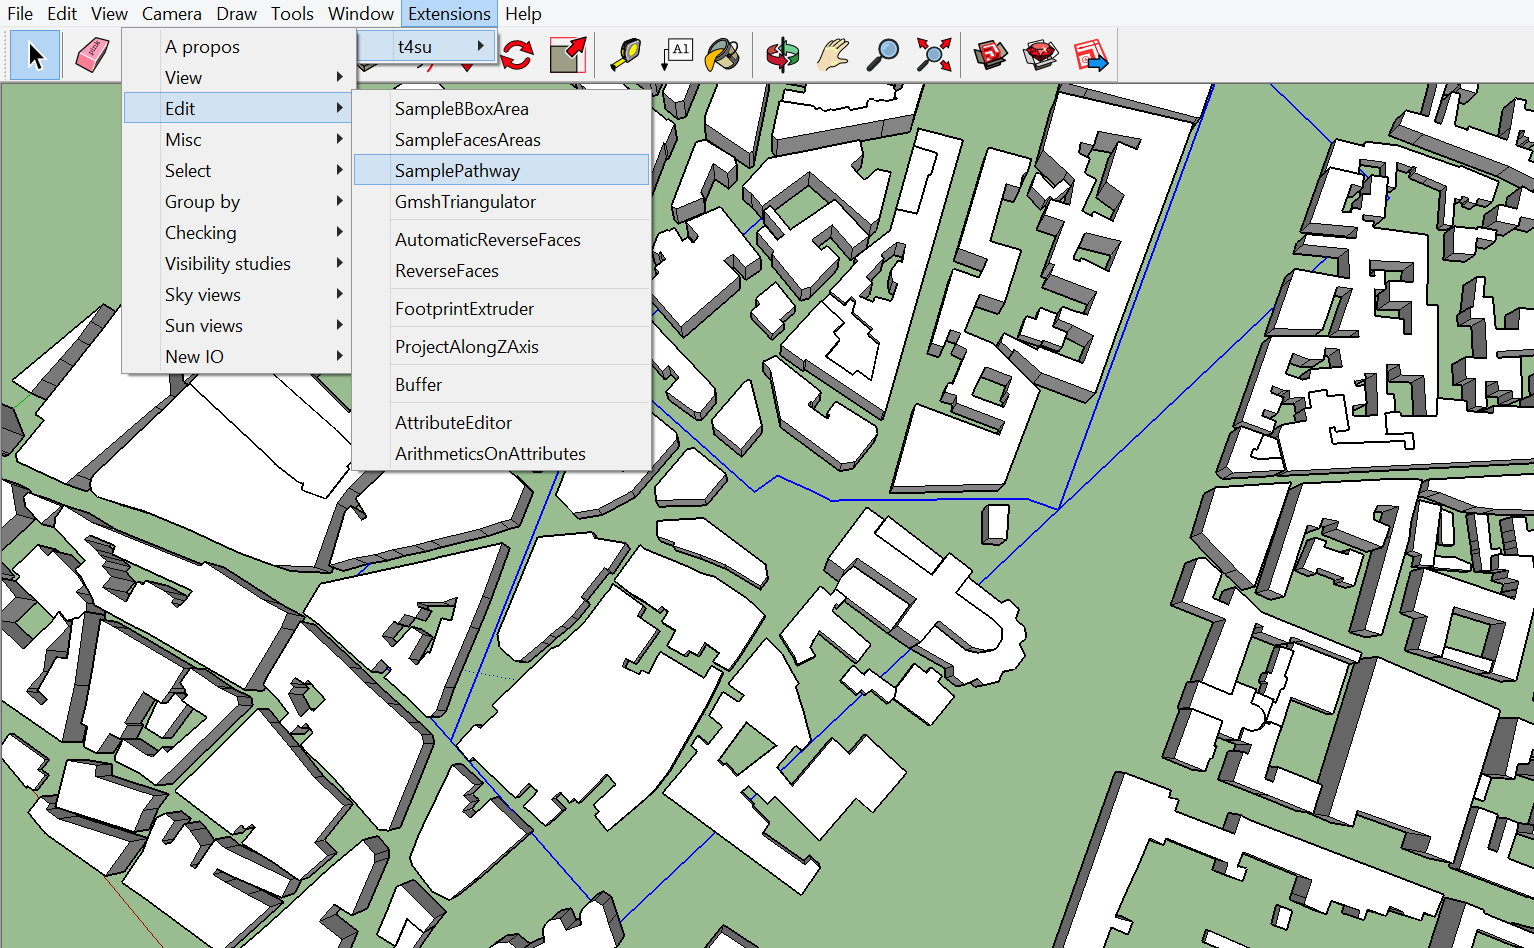 File Edit View Camera Draw Tools Window Extensions Help
t4su
A1
A propos
View
Edit
Misc
Select
Group by
Checking
Visibility studies
Sky views
Sun views
New IO
SampleBBoxArea
SampleFacesAreas
SamplePathway
GmshTriangulator
AutomaticReverseFaces
ReverseFaces
FootprintExtruder
ProjectAlongZAxis
Buffer
AttributeEditor
ArithmeticsOnAttributes